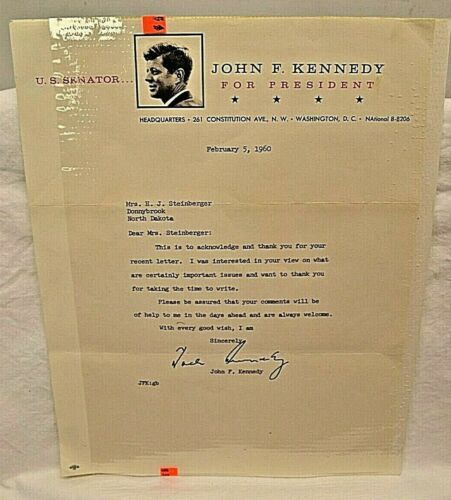 U. S. SENATOR...
JOHN F. KENNEDY
FOR PRESIDENT
HEADQUARTERS • 261 CONSTITUTION AVE., N. W. • WASHINGTON, D. C. • NAtional 8-8206
February 5, 1960
Mrs. E. J. Steinberger
Donnybrook
North Dakota
Dear Mrs. Steinberger:
This is to acknowledge and thank you for your
recent letter. I was interested in your view on what
are certainly important issues and want to thank you
for taking the time to write.
Please be assured that your comments will be
of help to me in the days ahead and are always welcome.
With every good wish, I am
Sincerely,
Jack Kennedy
John F. Kennedy
JFK:gb